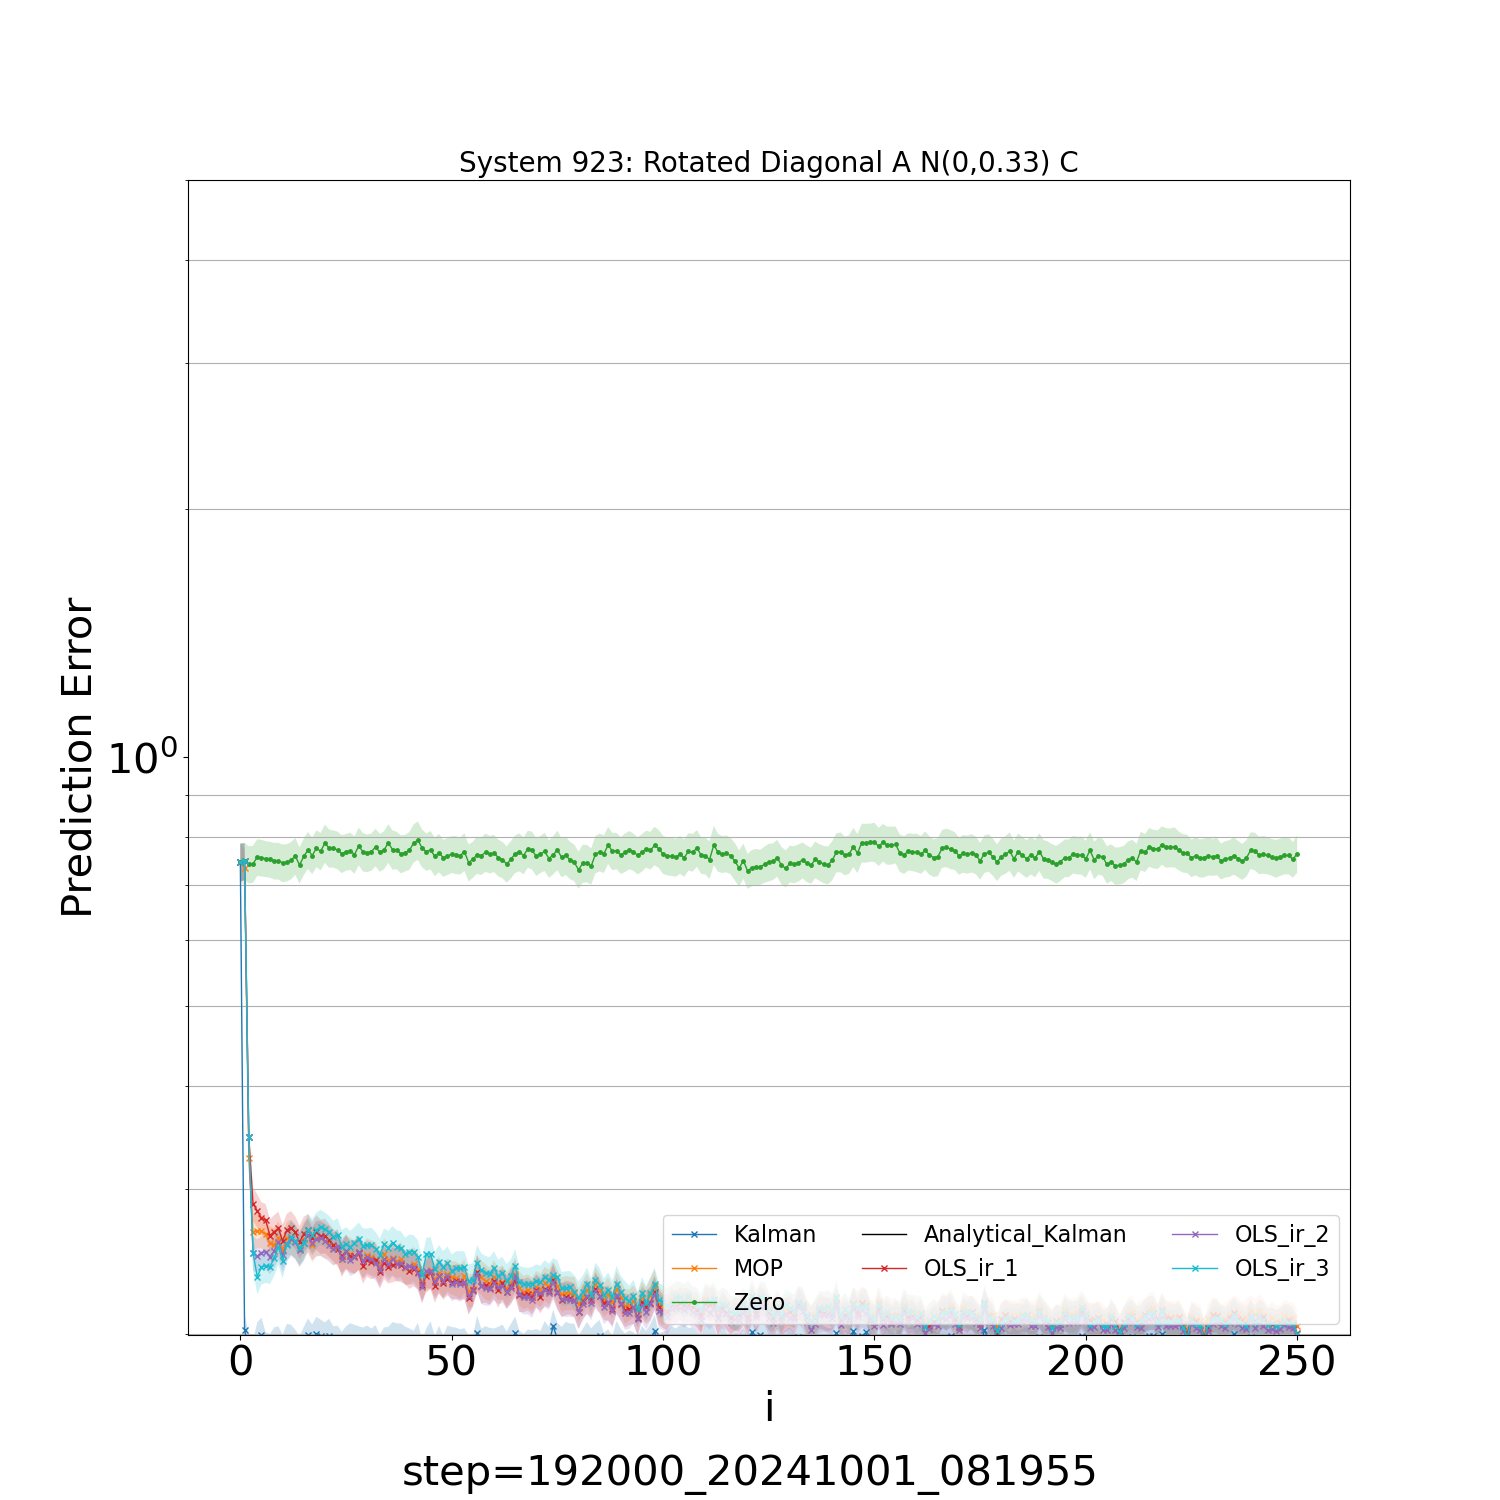 System 923: Rotated Diagonal A N(0,0.33) C
Prediction Error
10⁰
Kalman
MOP
Zero
Analytical_Kalman
OLS_ir_1
OLS_ir_2
OLS_ir_3
0 50 100 150 200 250
i
step=192000_20241001_081955